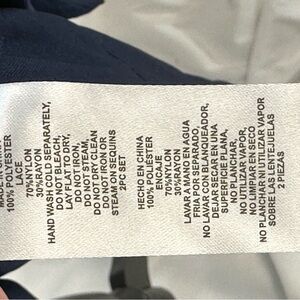 100% POLYESTER
LACE
70%NYLON
30%RAYON
HAND WASH COLD SEPARATELY,
DO NOT BLEACH,
LAY FLAT TO DRY,
DO NOT IRON,
DO NOT DRY CLEAN
DO NOT IRON OR
STEAM ON SEQUINS
2PC SET
HECHO EN CHINA
100% POLIÉSTER
ENCAJE
70%NYLON
30%RAYON
LAVAR A MANO EN AGUA
FRIA POR SEPARADO,
NO LAVAR CON BLANQUEADOR,
DEJAR SECAR EN UNA
SUPERFICIE PLANA,
NO PLANCHAR,
NO UTILIZAR VAPOR,
NO LIMPIAR EN SECO
NO PLANCHAR NI UTILIZAR VAPOR
SOBRE LAS LENTEJUELAS
2 PIEZAS